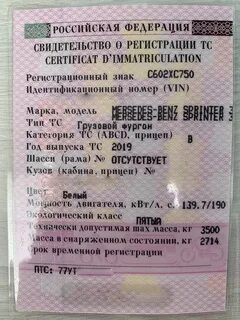 РОССИЙСКАЯ ФЕДЕРАЦИЯ
СВИДЕТЕЛЬСТВО О РЕГИСТРАЦИИ ТС
CERTIFICAT D'IMMATRICULATION
Регистрационный знак С602ХС750
Идентификационный номер (VIN)
Марка, модель MERSEDES-BENZ SPRINTER
Тип ТС Грузовой фургон
Категория ТС (ABCD, прицеп) B
Год выпуска ТС 2019
Шасси (рама) № ОТСУТСТВУЕТ
Кузов (кабина, прицеп) №
Цвет Белый
Мощность двигателя, кВт/л. с. 139.7/190
Экологический класс ПЯТЫЙ
Технически допустимая max масса, кг 3500
Масса в снаряженном состоянии, кг 2714
Срок временной регистрации
ПТС: 77УТ